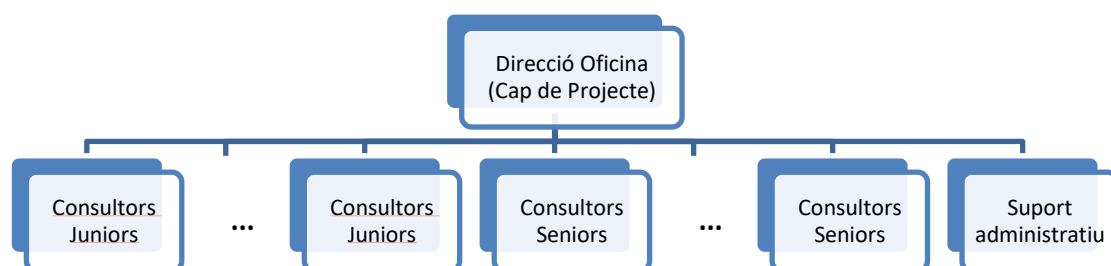 Direcció Oficina
(Cap de Projecte)
Consultors
Juniors
...
Consultors
Juniors
Consultors
Seniors
...
Consultors
Seniors
Suport
administratiu